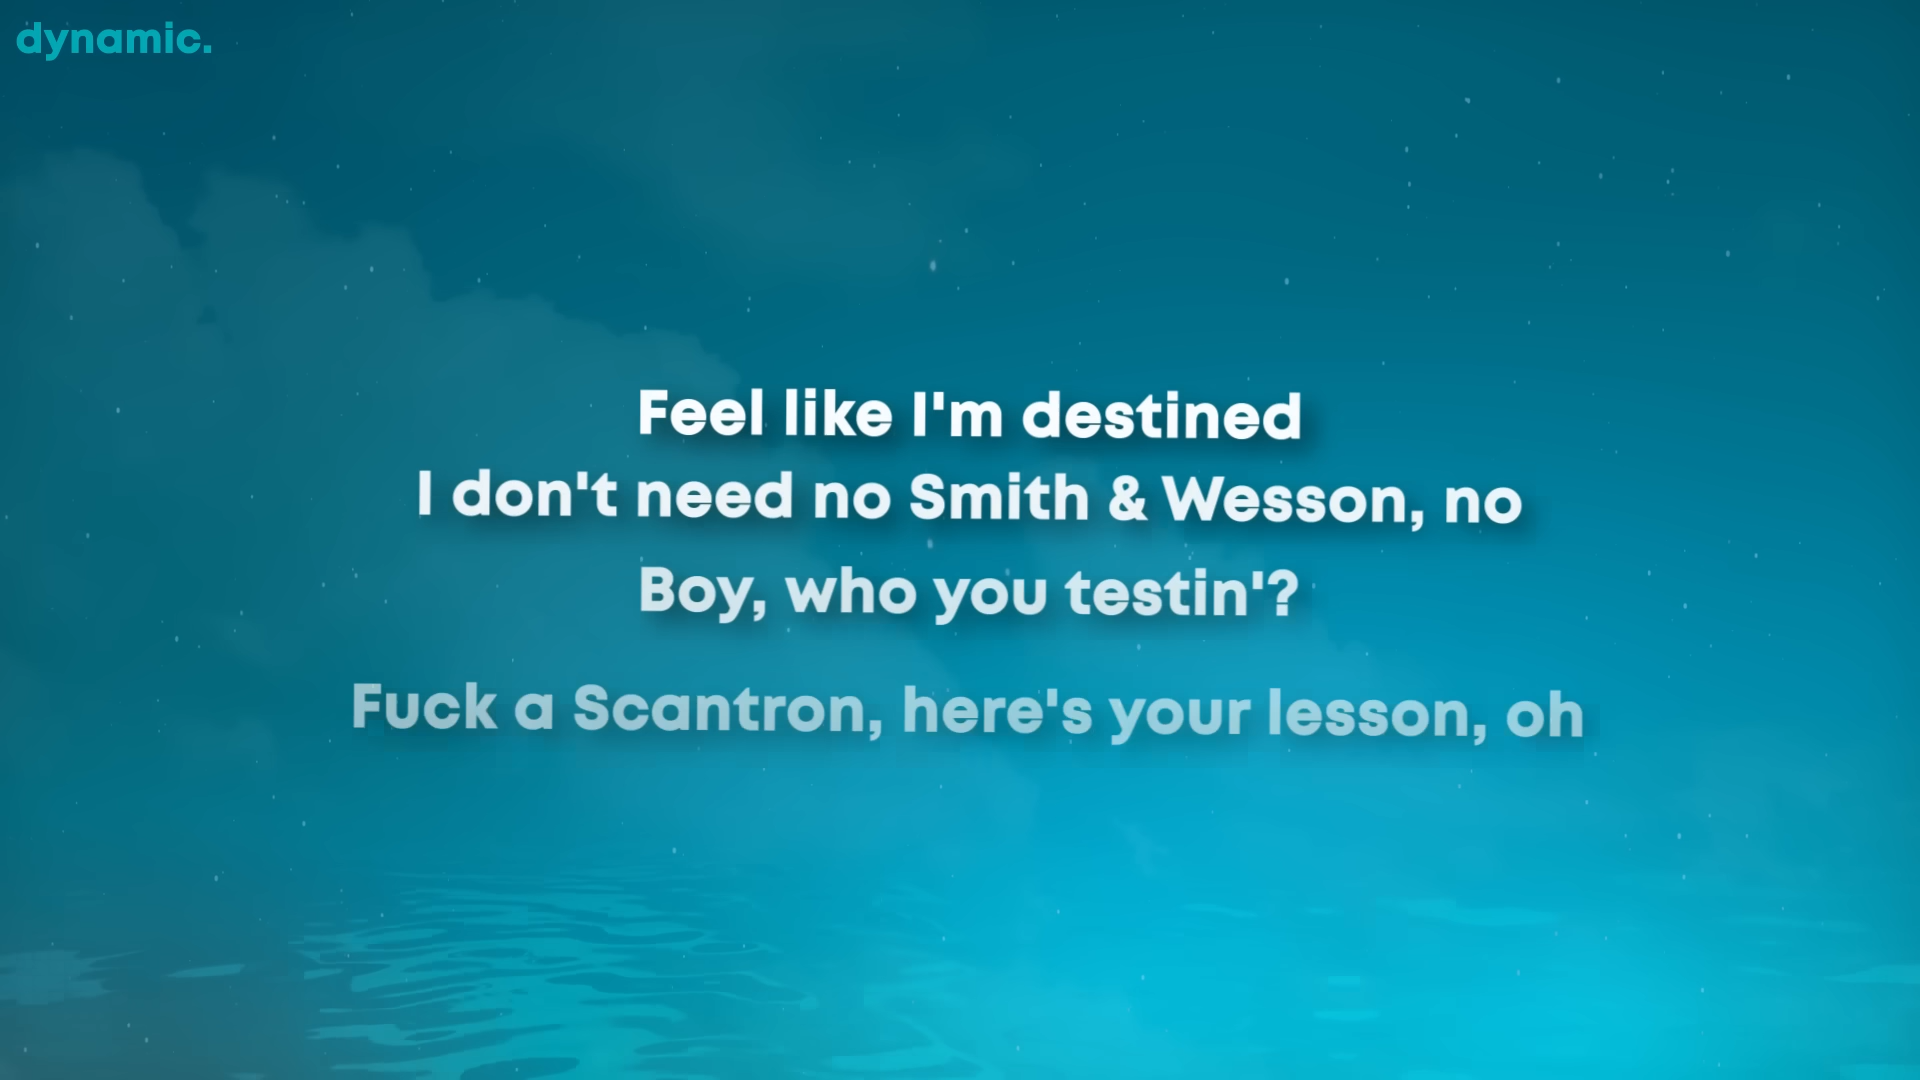 dynamic.
Feel like I'm destined
I don't need no Smith & Wesson, no
Boy, who you testin'?
Fuck a Scantron, here's your lesson, oh